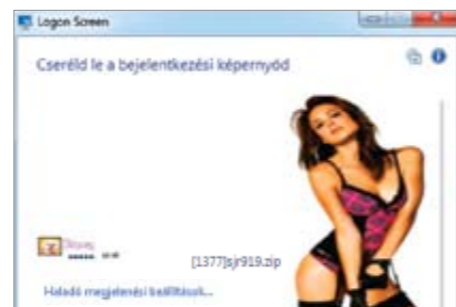 Logon Screen
Cseréld le a bejelentkezési képernyőd
[1377]sjr919.zip
Haladó megjelenési beállítások...